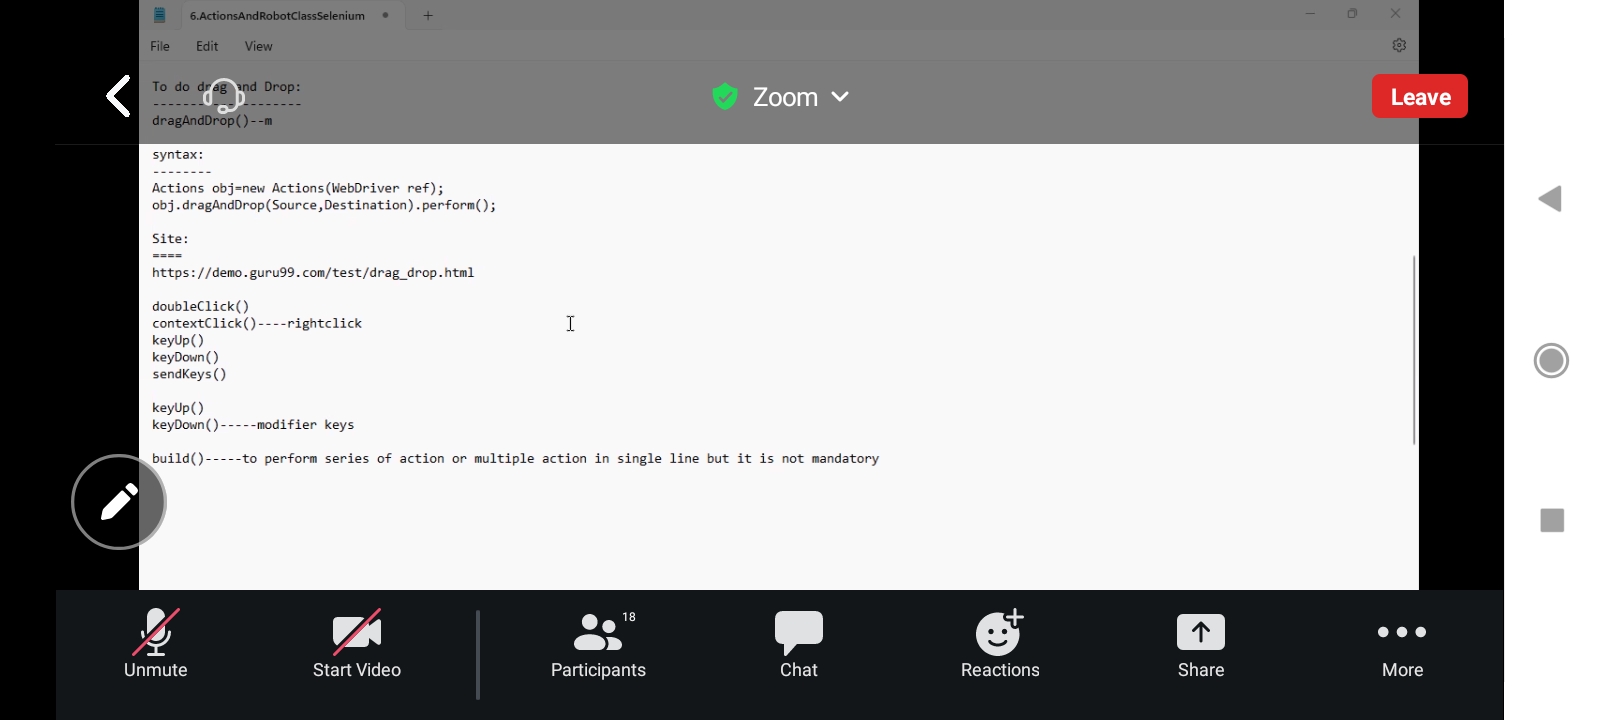 6.ActionsAndRobotClassSelenium
File Edit View
To do drag and Drop:
--------------------
dragAndDrop()--m
Zoom
Leave
syntax:
--------
Actions obj=new Actions(WebDriver ref);
obj.dragAndDrop(Source,Destination).perform();
Site:
====
https://demo.guru99.com/test/drag_drop.html
doubleClick()
contextClick()----rightclick
keyUp()
keyDown()
sendKeys()
keyUp()
keyDown()-----modifier keys
build()-----to perform series of action or multiple action in single line but it is not mandatory
18
Unmute Start Video Participants Chat Reactions Share More